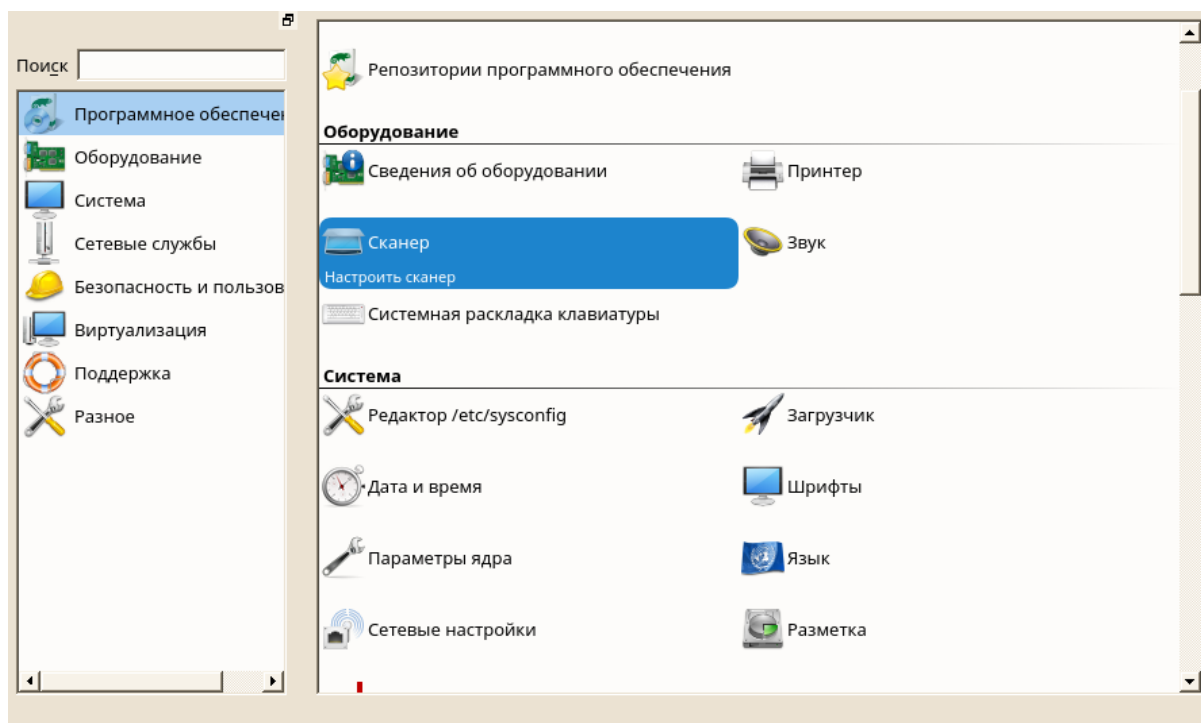 Поиск
Программное обеспечен
Оборудование
Система
Сетевые службы
Безопасность и пользов
Виртуализация
Поддержка
Разное
Репозитории программного обеспечения
Оборудование
Сведения об оборудовании
Принтер
Сканер
Настроить сканер
Звук
Системная раскладка клавиатуры
Система
Редактор /etc/sysconfig
Загрузчик
Дата и время
Шрифты
Параметры ядра
Язык
Сетевые настройки
Разметка